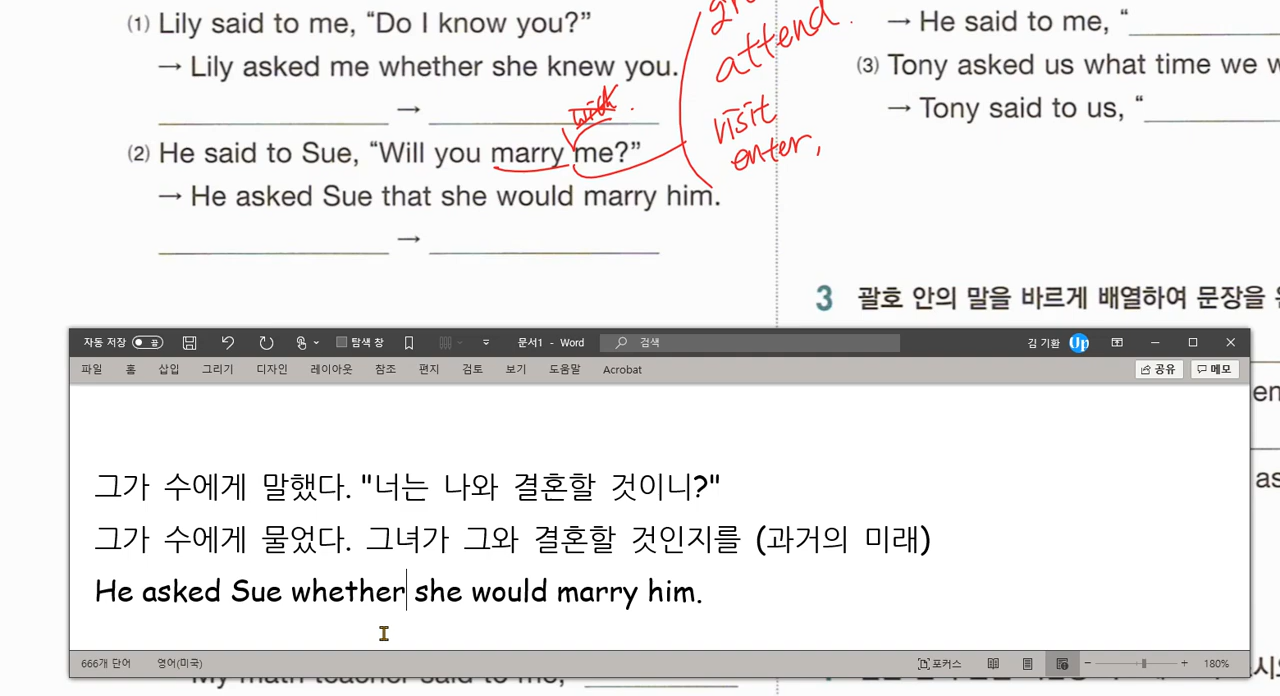 (1) Lily said to me, “Do I know you?”
→ Lily asked me whether she knew you.
→
with
(2) He said to Sue, “Will you marry me?”
→ He asked Sue that she would marry him.
→
attend.
visit
enter,
→ He said to me, “
(3) Tony asked us what time we w
→ Tony said to us, “
3 괄호 안의 말을 바르게 배열하여 문장을
자동 저장 끔 탐색 창 문서1 - Word 검색 김 기환 Up
파일 홈 삽입 그리기 디자인 레이아웃 참조 편지 검토 보기 도움말 Acrobat 공유 메모
그가 수에게 말했다. "너는 나와 결혼할 것이니?"
그가 수에게 물었다. 그녀가 그와 결혼할 것인지를 (과거의 미래)
He asked Sue whether she would marry him.
666개 단어 영어(미국) 포커스 180%
en
as
My math teacher said to me,